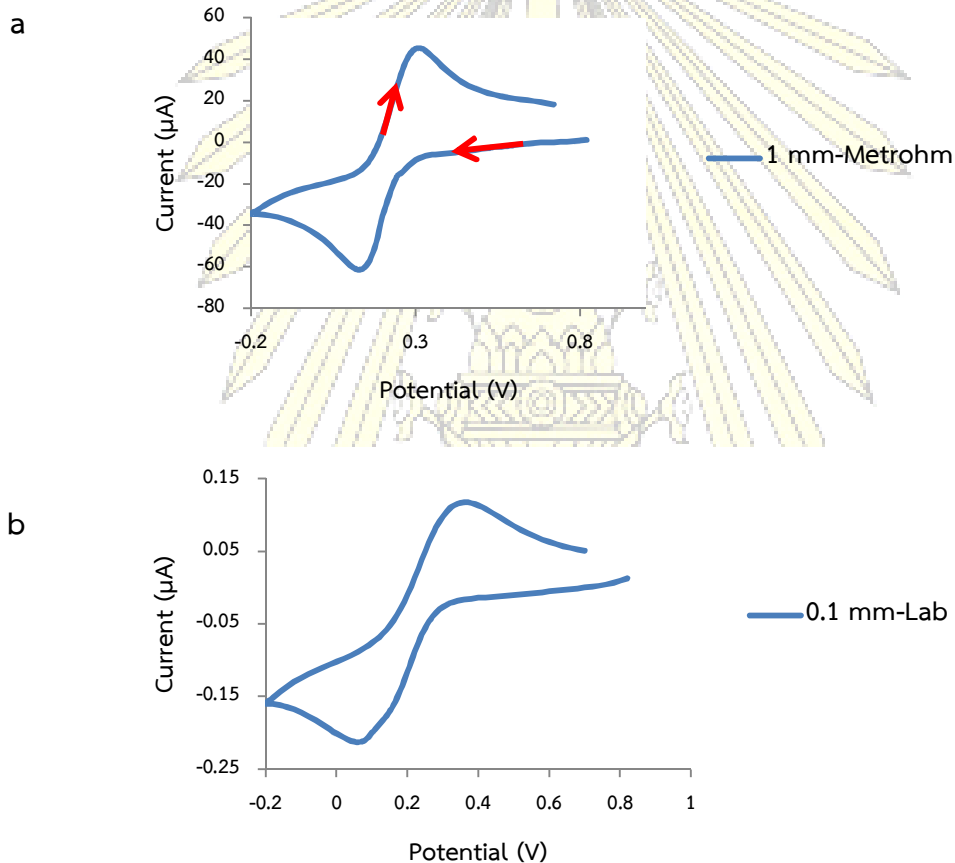 a
60
40
20
0
-20
-40
-60
-80
Current (µA)
-0.2 0.3 0.8
Potential (V)
1 mm-Metrohm
b
0.15
0.05
-0.05
-0.15
-0.25
Current (µA)
-0.2 0 0.2 0.4 0.6 0.8 1
Potential (V)
0.1 mm-Lab